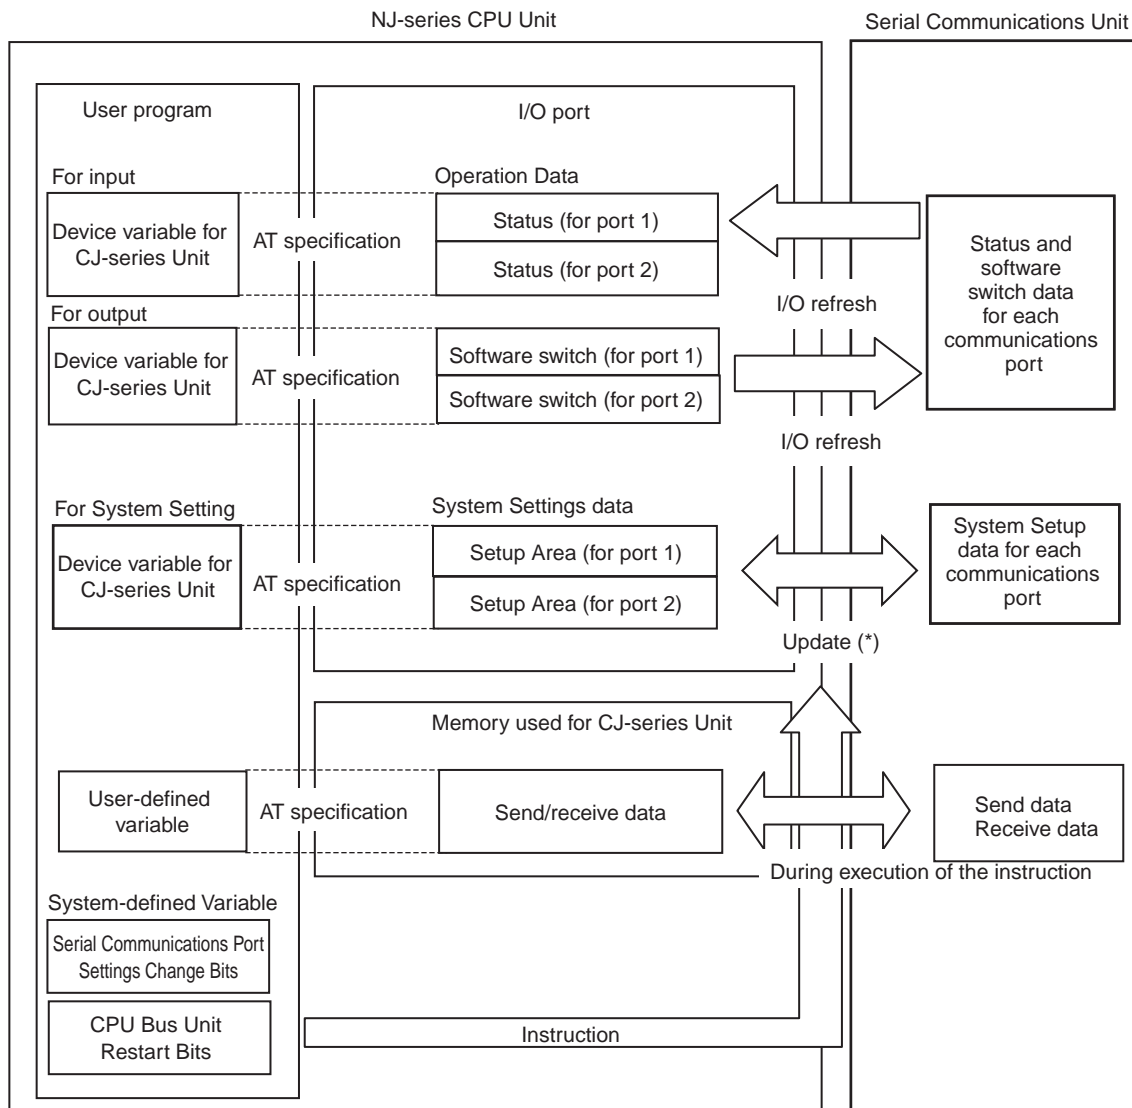 NJ-series CPU Unit
Serial Communications Unit
User program
I/O port
For input
Operation Data
Device variable for
CJ-series Unit
AT specification
Status (for port 1)
Status (for port 2)
I/O refresh
Status and
software
switch data
for each
communications
port
For output
Device variable for
CJ-series Unit
AT specification
Software switch (for port 1)
Software switch (for port 2)
I/O refresh
For System Setting
System Settings data
Device variable for
CJ-series Unit
AT specification
Setup Area (for port 1)
Setup Area (for port 2)
System Setup
data for each
communications
port
Update (*)
Memory used for CJ-series Unit
User-defined
variable
AT specification
Send/receive data
Send data
Receive data
During execution of the instruction
System-defined Variable
Serial Communications Port
Settings Change Bits
CPU Bus Unit
Restart Bits
Instruction